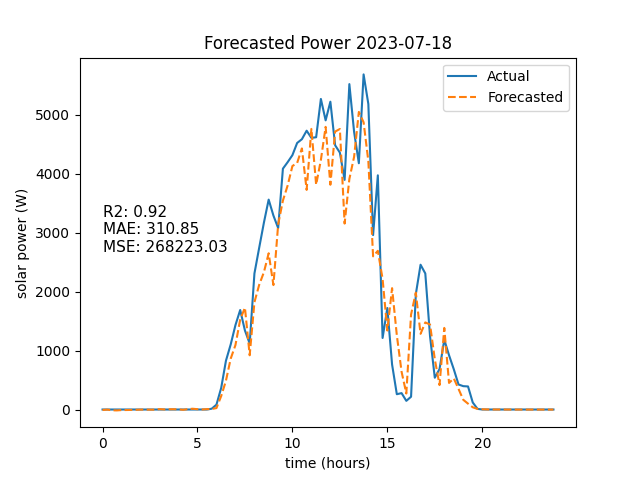 Forecasted Power 2023-07-18
Actual
Forecasted
R2: 0.92
MAE: 310.85
MSE: 268223.03
solar power (W)
5000
4000
3000
2000
1000
0
0 5 10 15 20
time (hours)